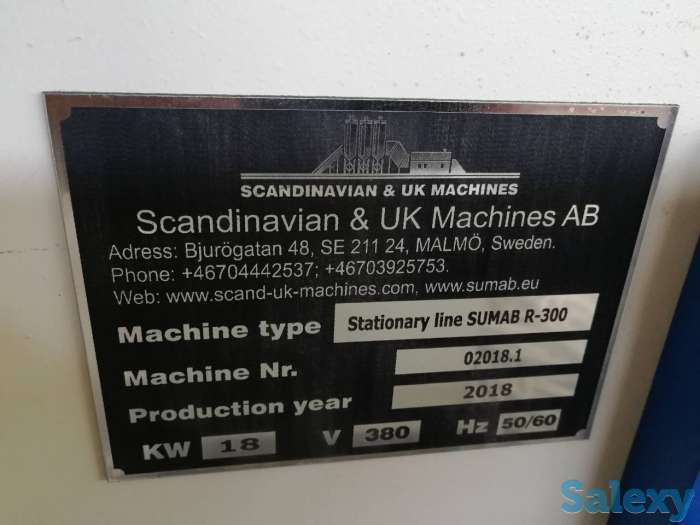 SCANDINAVIAN & UK MACHINES
Scandinavian & UK Machines AB
Adress: Bjurögatan 48, SE 211 24, MALMÖ, Sweden.
Phone: +46704442537; +46703925753.
Web: www.scand-uk-machines.com, www.sumab.eu
Machine type Stationary line SUMAB R-300
Machine Nr. 02018.1
Production year 2018
KW 18 V 380 Hz 50/60
Salexy